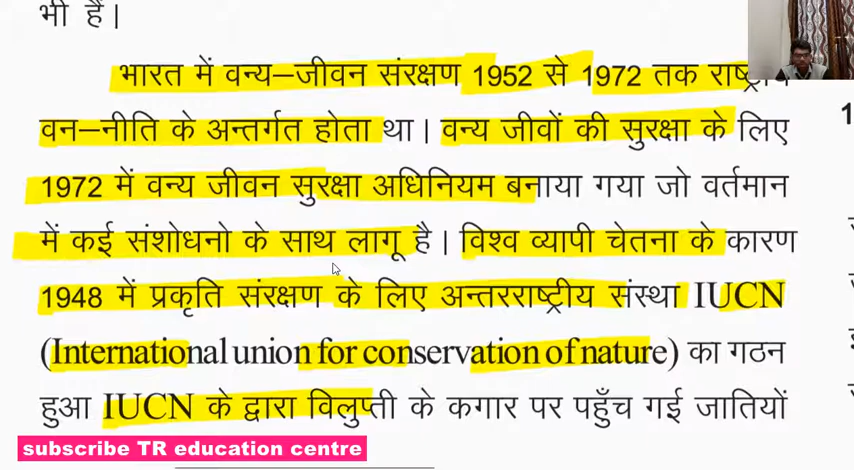 भी हैं।
भारत में वन्य–जीवन संरक्षण 1952 से 1972 तक
वन–नीति के अन्तर्गत होता था। वन्य जीवों की सुरक्षा के लिए
1972 में वन्य जीवन सुरक्षा अधिनियम बनाया गया जो वर्तमान
में कई संशोधनो के साथ लागू है। विश्व व्यापी चेतना के कारण
1948 में प्रकृति संरक्षण के लिए अन्तरराष्ट्रीय संस्था IUCN
(International union for conservation of nature) का गठन
हुआ IUCN के द्वारा विलुप्ती के कगार पर पहुँच गई जातियों
subscribe TR education centre